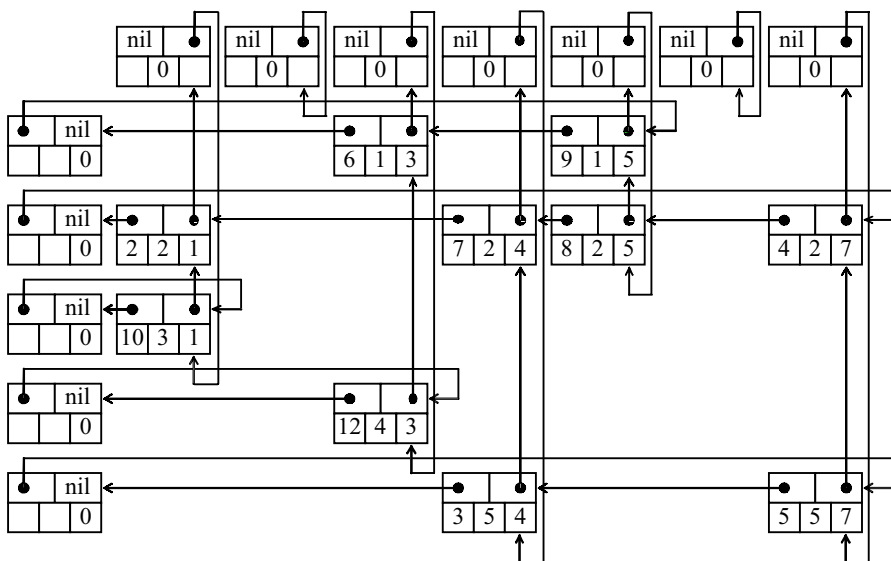 nil nil nil nil nil nil nil
0 0 0 0 0 0 0
nil
0 6 1 3 9 1 5
nil
0 2 2 1 7 2 4 8 2 5 4 2 7
nil
0 10 3 1
nil
0 12 4 3
nil
0 3 5 4 5 5 7